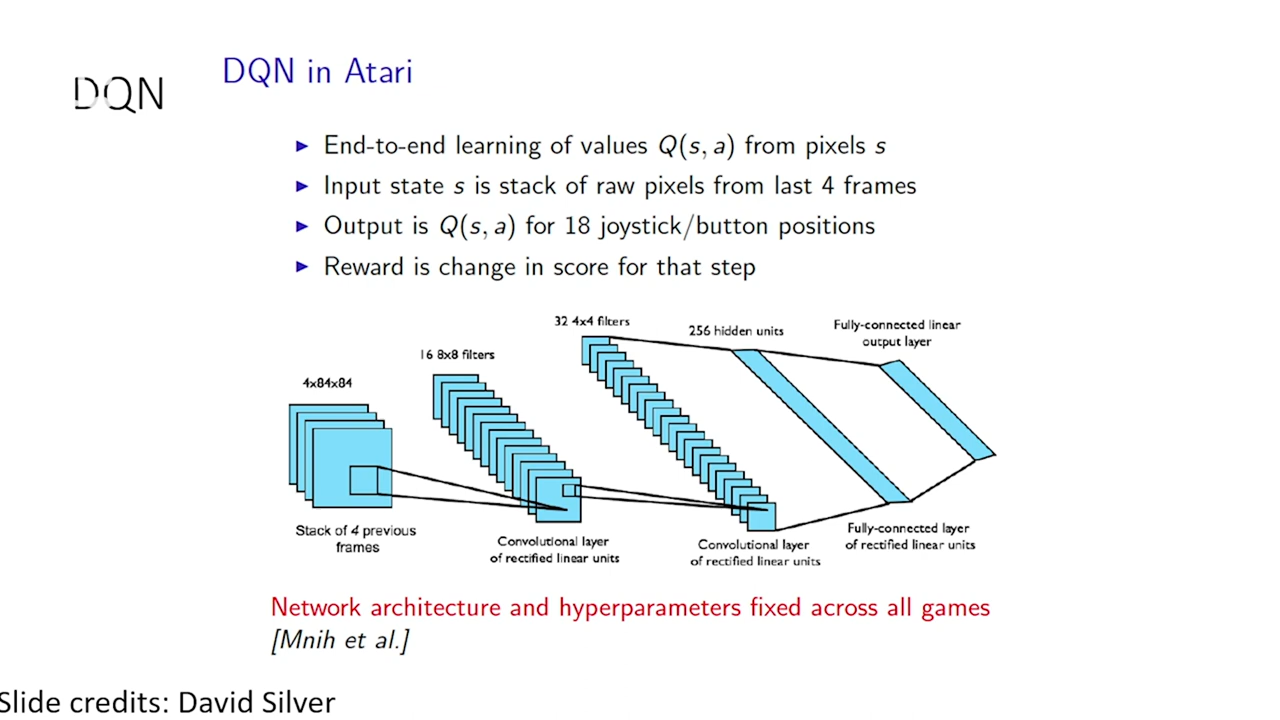 DQN
DQN in Atari
▶ End-to-end learning of values Q(s, a) from pixels s
▶ Input state s is stack of raw pixels from last 4 frames
▶ Output is Q(s, a) for 18 joystick/button positions
▶ Reward is change in score for that step
4x84x84
16 8x8 filters
32 4x4 filters
256 hidden units
Fully-connected linear
output layer
Stack of 4 previous
frames
Convolutional layer
of rectified linear units
Convolutional layer
of rectified linear units
Fully-connected layer
of rectified linear units
Network architecture and hyperparameters fixed across all games
[Mnih et al.]
Slide credits: David Silver